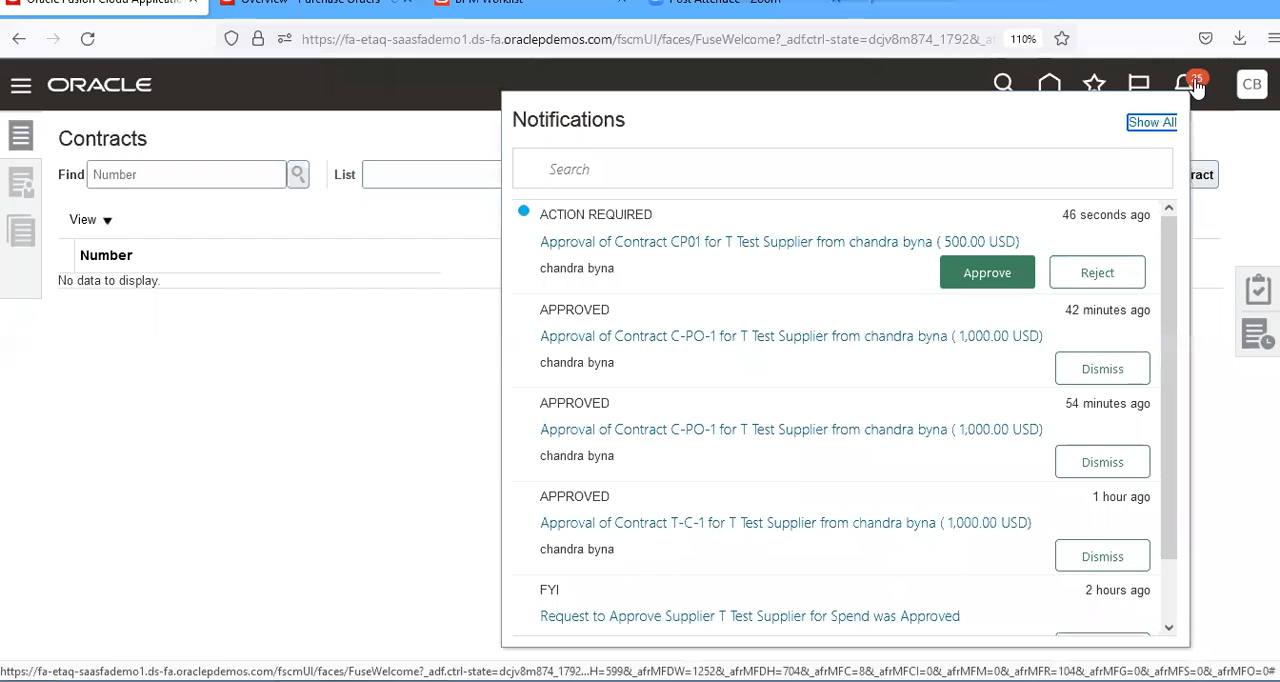 Oracle Fusion Cloud Applicatio
Overview - Purchase Orders
BPM Worklist
Post Attendee - Zoom
https://fa-etaq-saasfademo1.ds-fa.oraclepdemos.com/fscmUI/faces/FuseWelcome?_adf.ctrl-state=dcjv8m874_1792&_af
110%
ORACLE
CB
Contracts
Find
Number
List
ract
View
Number
No data to display.
Notifications
Show All
Search
ACTION REQUIRED
46 seconds ago
Approval of Contract CP01 for T Test Supplier from chandra byna ( 500.00 USD)
chandra byna
Approve
Reject
APPROVED
42 minutes ago
Approval of Contract C-PO-1 for T Test Supplier from chandra byna ( 1,000.00 USD)
chandra byna
Dismiss
APPROVED
54 minutes ago
Approval of Contract C-PO-1 for T Test Supplier from chandra byna ( 1,000.00 USD)
chandra byna
Dismiss
APPROVED
1 hour ago
Approval of Contract T-C-1 for T Test Supplier from chandra byna ( 1,000.00 USD)
chandra byna
Dismiss
FYI
2 hours ago
Request to Approve Supplier T Test Supplier for Spend was Approved
https://fa-etaq-saasfademo1.ds-fa.oraclepdemos.com/fscmUI/faces/FuseWelcome?_adf.ctrl-state=dcjv8m874_1792...H=599&_afrMFDW=1252&_afrMFDH=704&_afrMFC=8&_afrMFCI=0&_afrMFM=0&_afrMFR=104&_afrMFG=0&_afrMFS=0&_afrMFO=0#